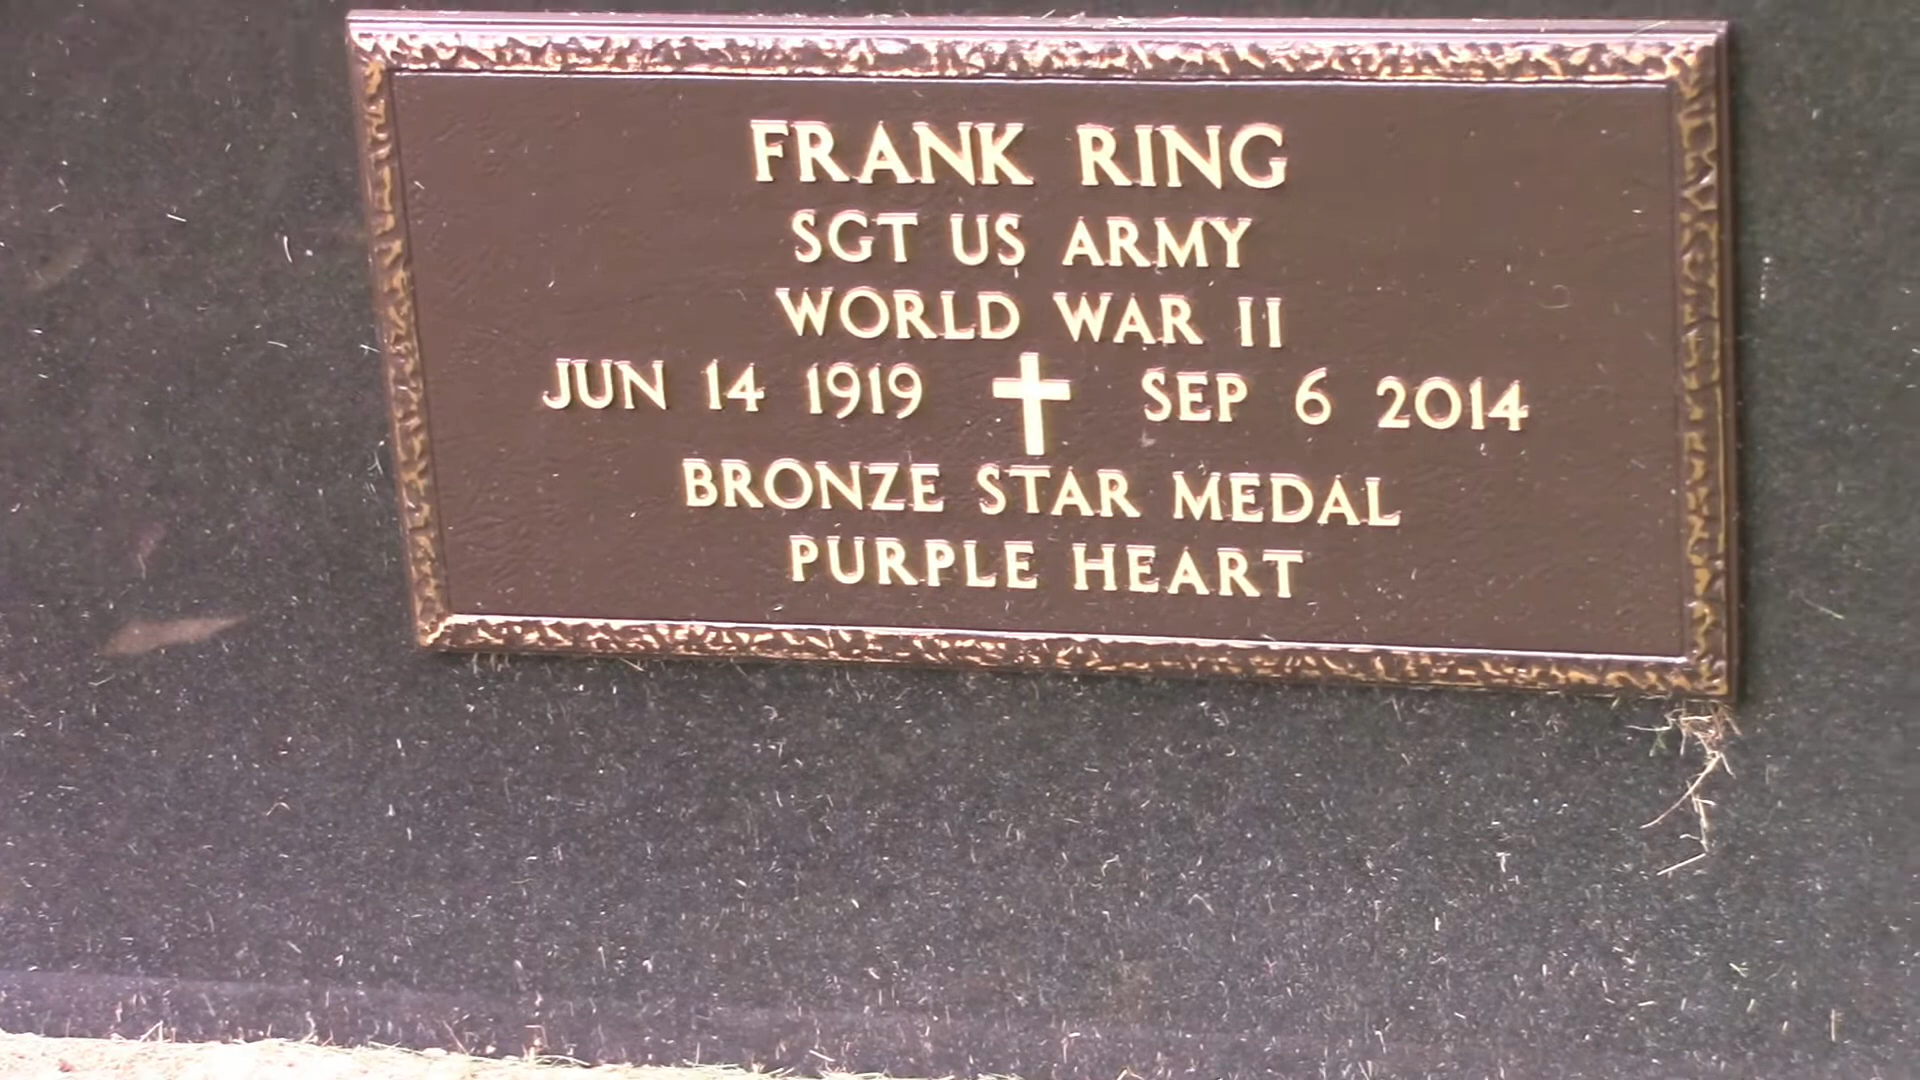 FRANK RING
SGT US ARMY
WORLD WAR II
JUN 14 1919 SEP 6 2014
BRONZE STAR MEDAL
PURPLE HEART